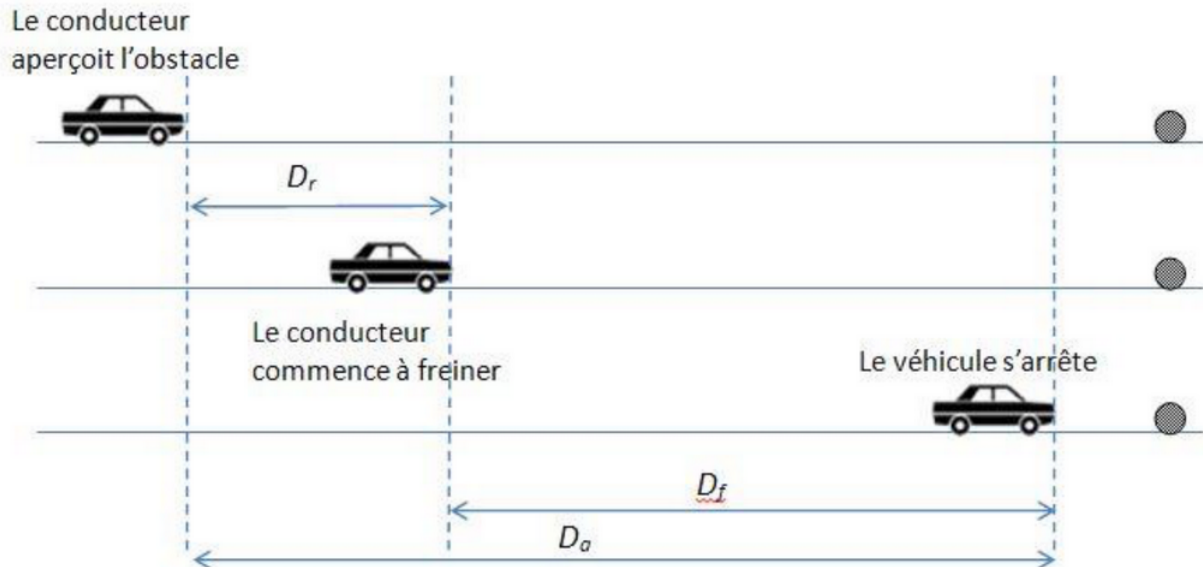 Le conducteur
aperçoit l'obstacle
Dr
Le conducteur
commence à freiner
Le véhicule s'arrête
Df
Da